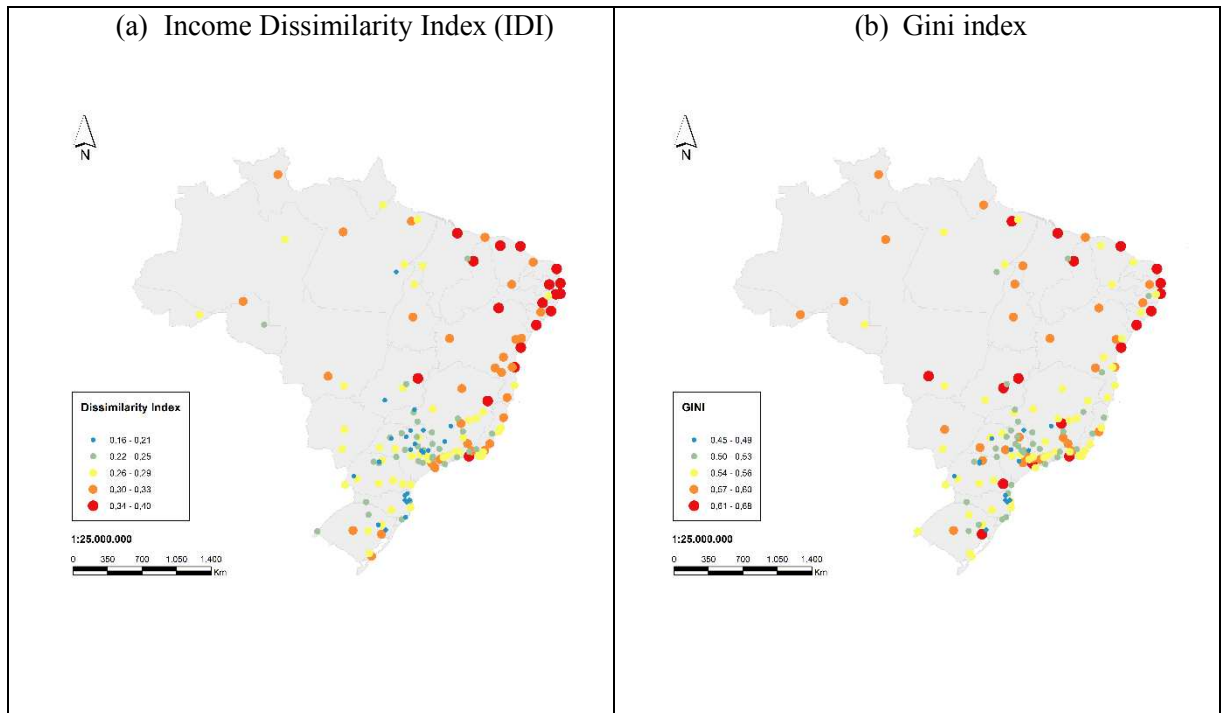 (a) Income Dissimilarity Index (IDI)
N
Dissimilarity Index
0,16 - 0,21
0,22 - 0,25
0,26 - 0,29
0,30 - 0,33
0,34 - 0,40
1:25.000.000
0 350 700 1.050 1.400
Km
(b) Gini index
N
GINI
0,45 - 0,49
0,50 - 0,53
0,54 - 0,56
0,57 - 0,60
0,61 - 0,68
1:25.000.000
0 350 700 1.050 1.400
Km